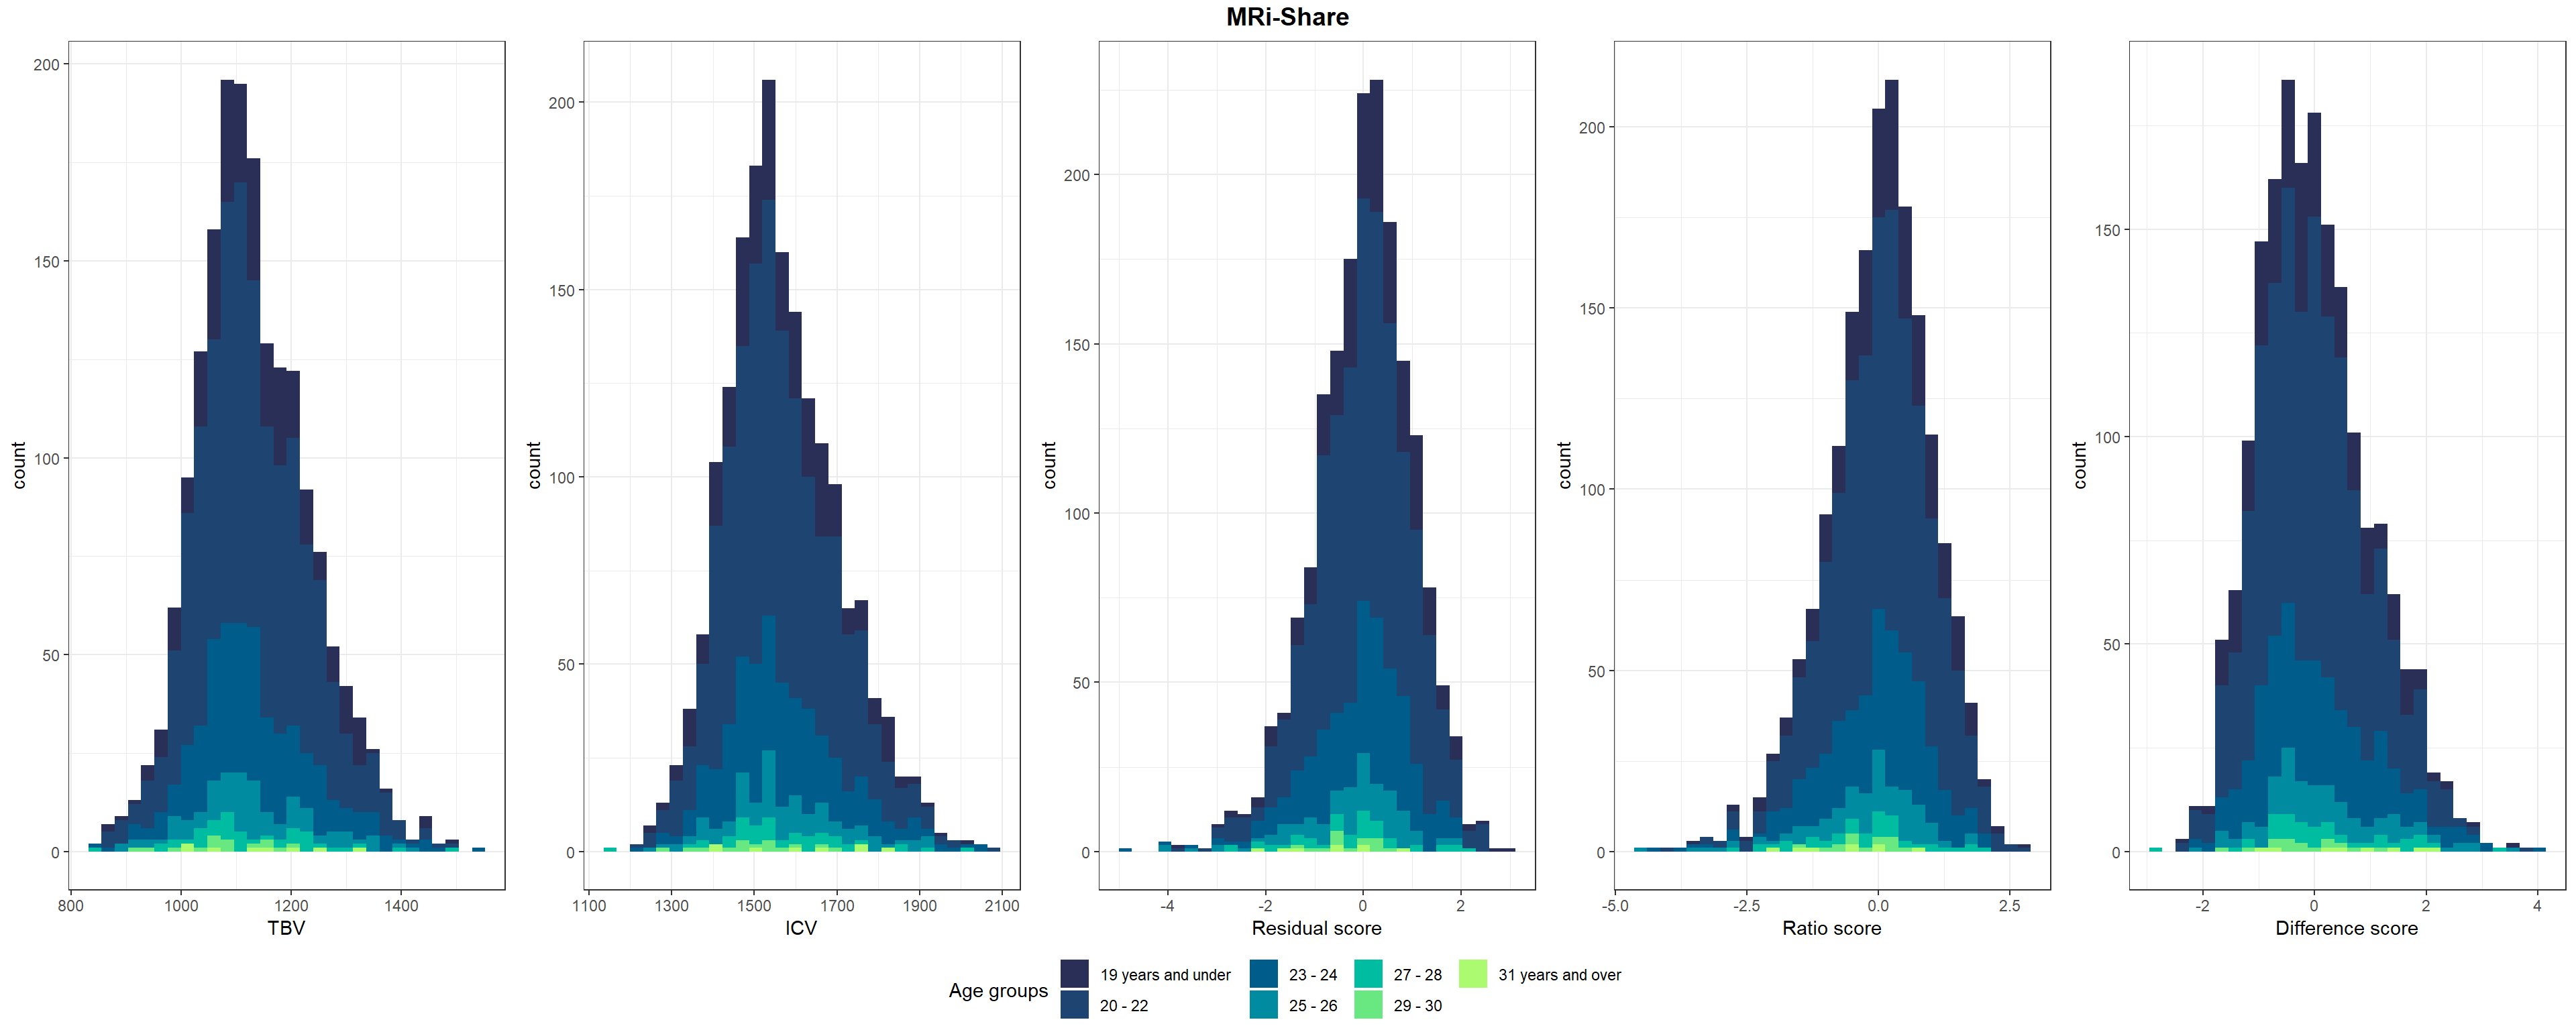 MRi-Share
count
200
150
100
50
0
800 1000 1200 1400
TBV
count
200
150
100
50
0
1100 1300 1500 1700 1900 2100
ICV
count
200
150
100
50
0
-4 -2 0 2
Residual score
count
200
150
100
50
0
-5.0 -2.5 0.0 2.5
Ratio score
count
150
100
50
0
-2 0 2 4
Difference score
Age groups
19 years and under 23 - 24 27 - 28 31 years and over
20 - 22 25 - 26 29 - 30